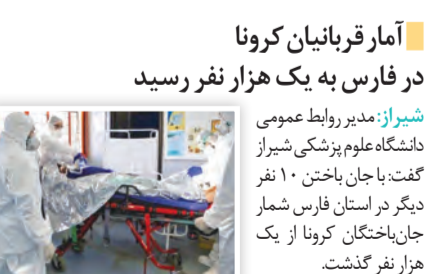 آمار قربانیان کرونا
در فارس به یک هزار نفر رسید
شیراز: مدیر روابط عمومی
دانشگاه علوم پزشکی شیراز
گفت: با جان باختن ۱۰ نفر
دیگر در استان فارس شمار
جان‌باختگان کرونا از یک
هزار نفر گذشت.